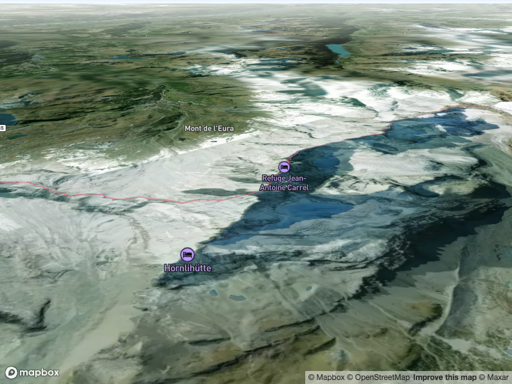 Mont de l'Eura
Refuge Jean-
Antoine Carrel
Hörnlihütte
mapbox
© Mapbox © OpenStreetMap Improve this map © Maxar